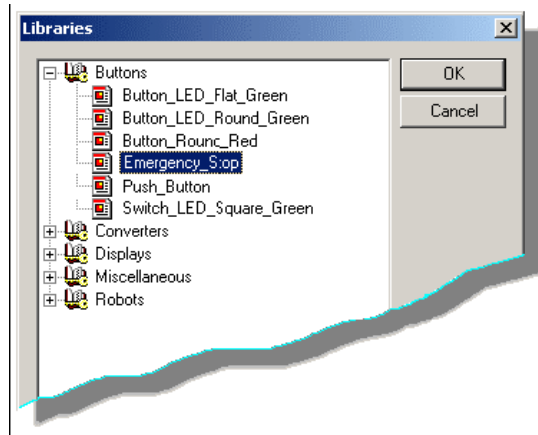 Libraries
Buttons
Button_LED_Flat_Green
Button_LED_Round_Green
Button_Rounc_Red
Emergency_S:op
Push_Button
Switch_LED_Square_Green
Converters
Displays
Miscellaneous
Robots
OK
Cancel